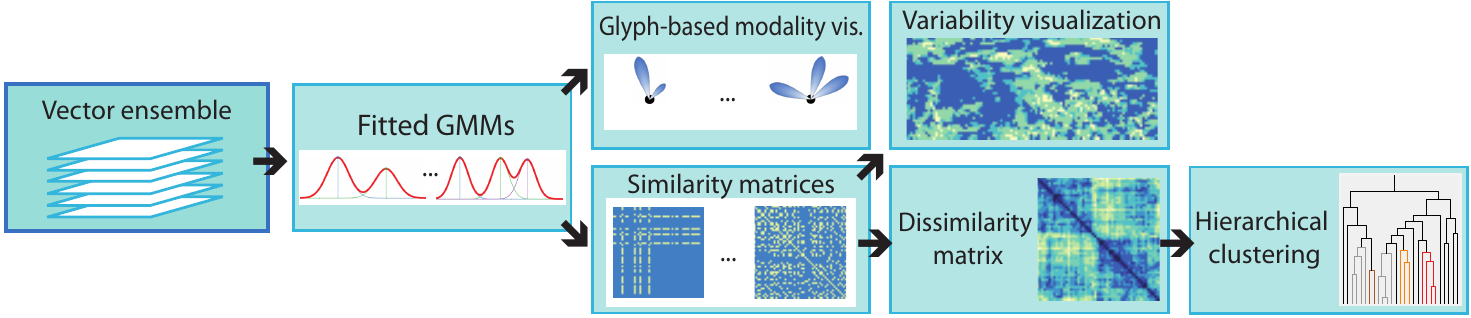 Vector ensemble
Fitted GMMs
...
Glyph-based modality vis.
...
Similarity matrices
...
Variability visualization
Dissimilarity
matrix
Hierarchical
clustering